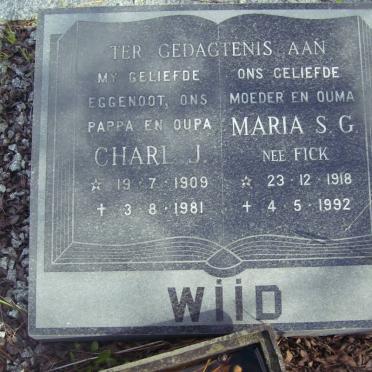 TER GEDAGTENIS AAN
MY GELIEFDE
EGGENOOT, ONS
PAPPA EN OUPA
CHARL J.
☆ 19·7·1909
✝ 3·8·1981
ONS GELIEFDE
MOEDER EN OUMA
MARIA S.G.
NEE FICK
☆ 23·12·1918
✝ 4·5·1992
WIID